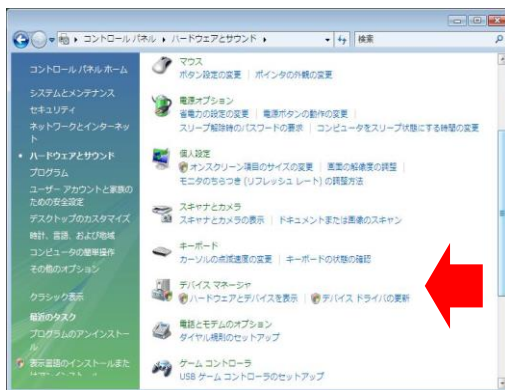 コントロール パネル ▸ ハードウェアとサウンド ▸
検索
コントロール パネル ホーム
システムとメンテナンス
セキュリティ
ネットワークとインターネッ
ト
ハードウェアとサウンド
プログラム
ユーザー アカウントと家族の
ための安全設定
デスクトップのカスタマイズ
時計、言語、および地域
コンピュータの簡単操作
その他のオプション
クラシック表示
最近のタスク
プログラムのアンインストー
ル
表示言語のインストールまた
マウス
ボタン設定の変更 | ポインタの外観の変更
電源オプション
省電力の設定の変更 | 電源ボタンの動作の変更
スリープ解除時のパスワードの要求 | コンピュータをスリープ状態にする時間の変更
個人設定
オンスクリーン項目のサイズの変更 | 画面の解像度の調整
モニタのちらつき (リフレッシュ レート) の調整方法
スキャナとカメラ
スキャナとカメラの表示 | ドキュメントまたは画像のスキャン
キーボード
カーソルの点滅速度の変更 | キーボードの状態の確認
デバイス マネージャ
ハードウェアとデバイスを表示 | デバイス ドライバの更新
電話とモデムのオプション
ダイヤル規則のセットアップ
ゲーム コントローラ
USB ゲーム コントローラのセットアップ